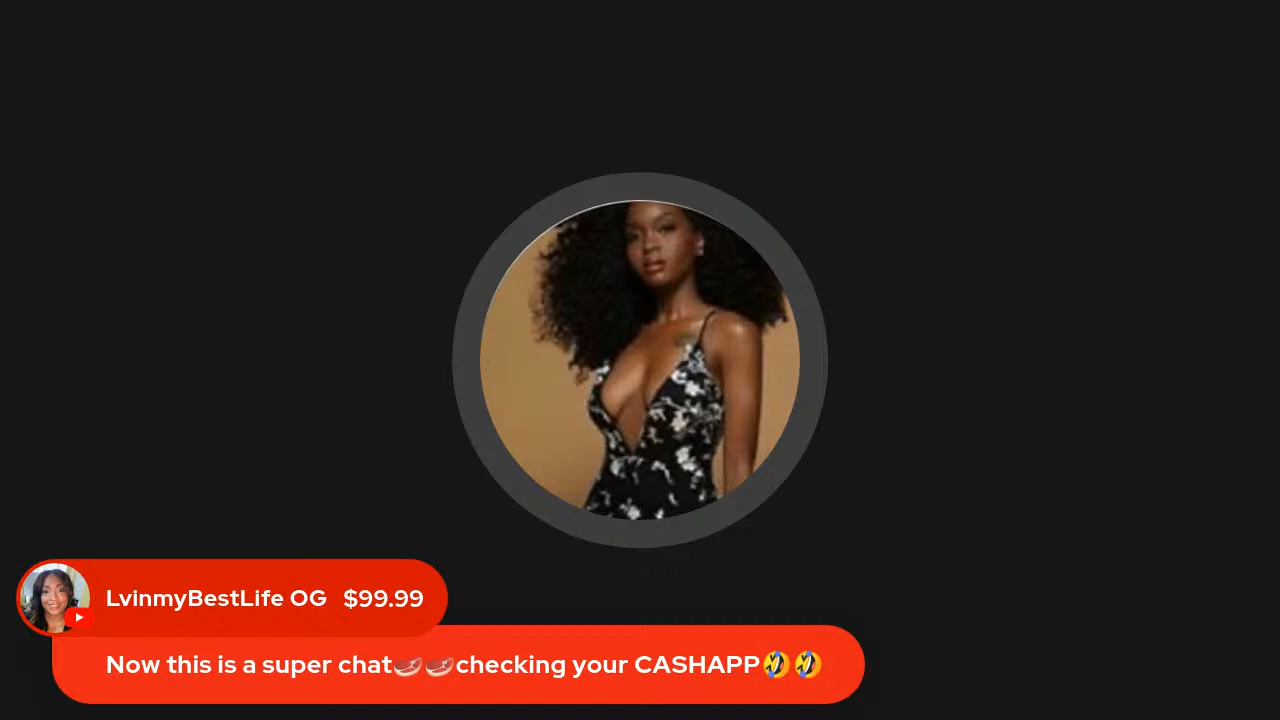 LvinmyBestLife OG $99.99
Now this is a super chat🥩🥩checking your CASHAPP🤣🤣